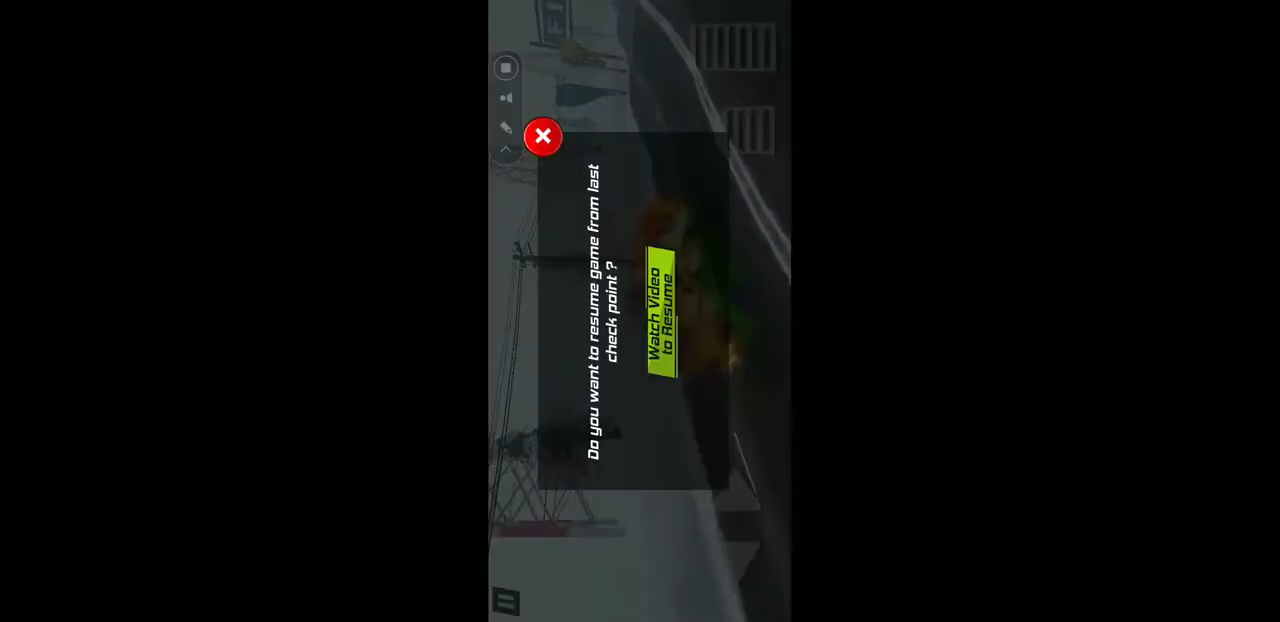 Do you want to resume game from last
check point ?
Watch Video
to Resume